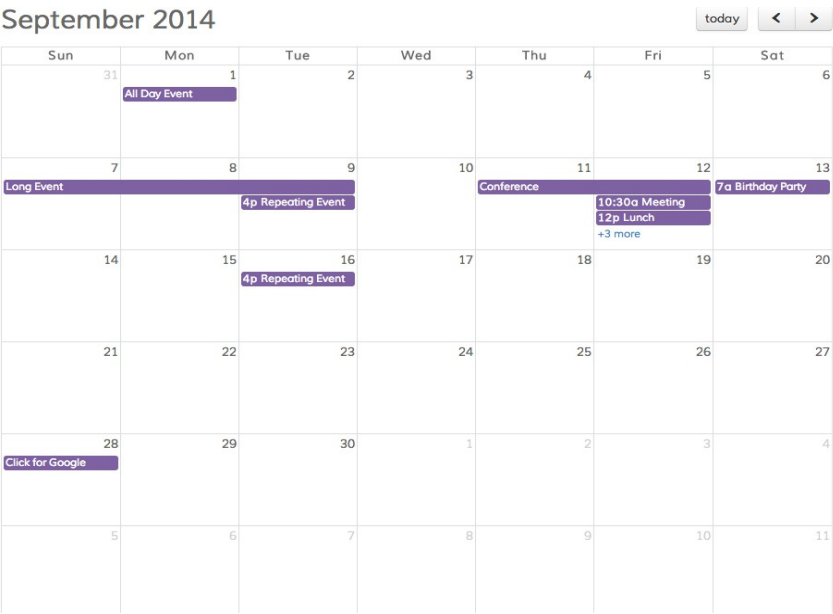 September 2014
today
Sun Mon Tue Wed Thu Fri Sat
31 1 2 3 4 5 6
All Day Event
7 8 9 10 11 12 13
Long Event Conference 7a Birthday Party
4p Repeating Event 10:30a Meeting
12p Lunch
+3 more
14 15 16 17 18 19 20
4p Repeating Event
21 22 23 24 25 26 27
28 29 30 1 2 3 4
Click for Google
5 6 7 8 9 10 11